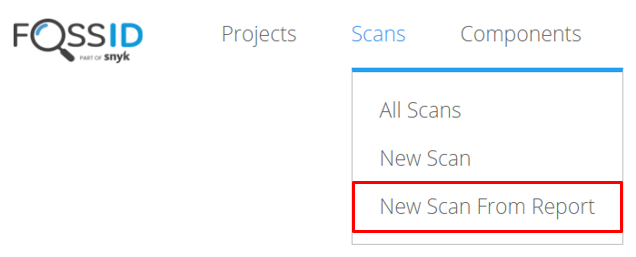 FOSSID
PART OF snyk
Projects
Scans
Components
All Scans
New Scan
New Scan From Report